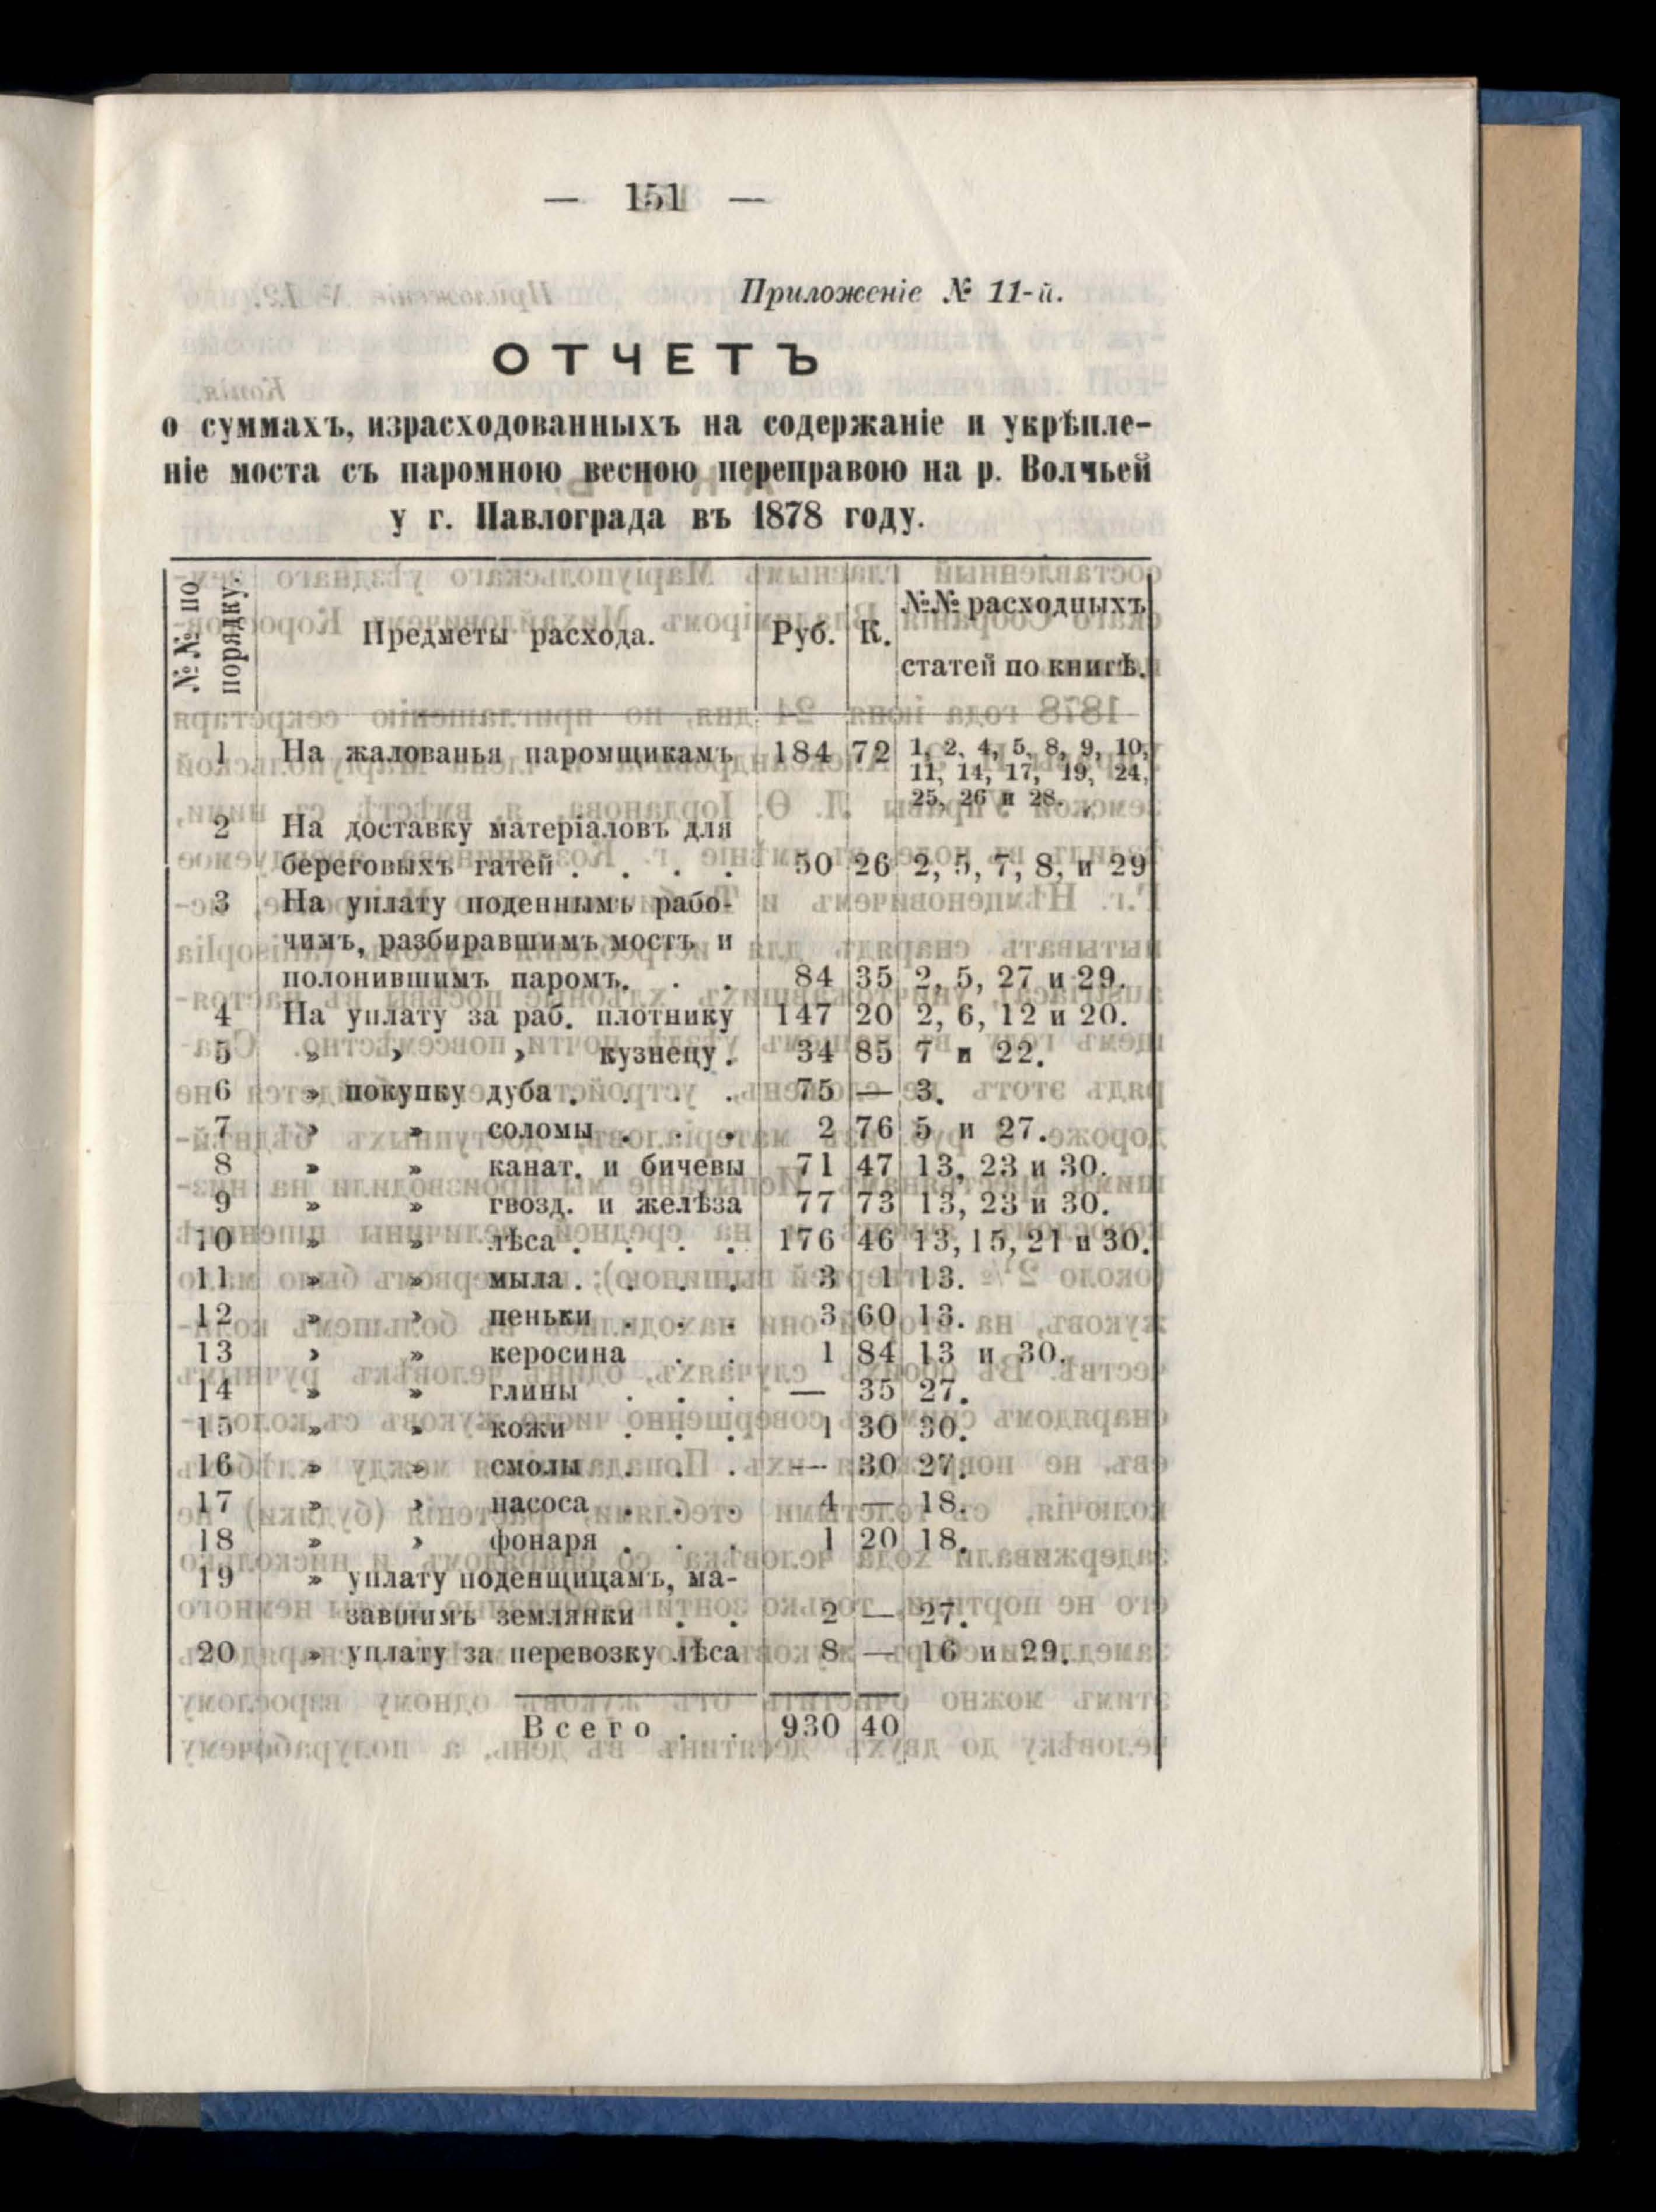 — 151 —
Приложеніе № 11-й.
ОТЧЕТЪ
о суммахъ, израсходованныхъ на содержаніе и укрѣпле-
ніе моста съ паромною весною переправою на р. Волчьей
у г. Павлограда въ 1878 году.
№№ по порядку. Предметы расхода. Руб. К. №№ расходныхъ статей по книгѣ.
1 На жалованья паромщикамъ 184 72 1, 2, 4, 5, 8, 9, 10,
11, 14, 17, 19, 24,
25, 26 и 28.
2 На доставку матеріаловъ для
береговыхъ гатей . . . . 50 26 2, 5, 7, 8, и 29
3 На уплату поденнымъ рабо-
чимъ, разбиравшимъ мостъ и
полонившимъ паромъ. . . 84 35 2, 5, 27 и 29.
4 На уплату за раб. плотнику 147 20 2, 6, 12 и 20.
5 » › › кузнецу . 34 85 7 и 22.
6 » покупку дуба . . . . 75 — 3.
7 › » соломы . . . 2 76 5 и 27.
8 » » канат. и бичевы 71 47 13, 23 и 30.
9 » » гвозд. и желѣза 77 73 13, 23 и 30.
10 » » лѣса . . . . 176 46 13, 15, 21 и 30.
11 » » мыла . . . . 3 1 13.
12 » › пеньки . . . 3 60 13.
13 › » керосина . . 1 84 13 и 30.
14 » » глины . . . — 35 27.
15 » » кожи . . . 1 30 30.
16 » » смолы . . . — 30 27.
17 » › насоса . . . 4 — 18.
18 » › фонаря . . . 1 20 18.
19 » уплату поденщицамъ, ма-
завшимъ землянки . . 2 — 27.
20 » уплату за перевозку лѣса 8 — 16 и 29.
Всего . . 930 40